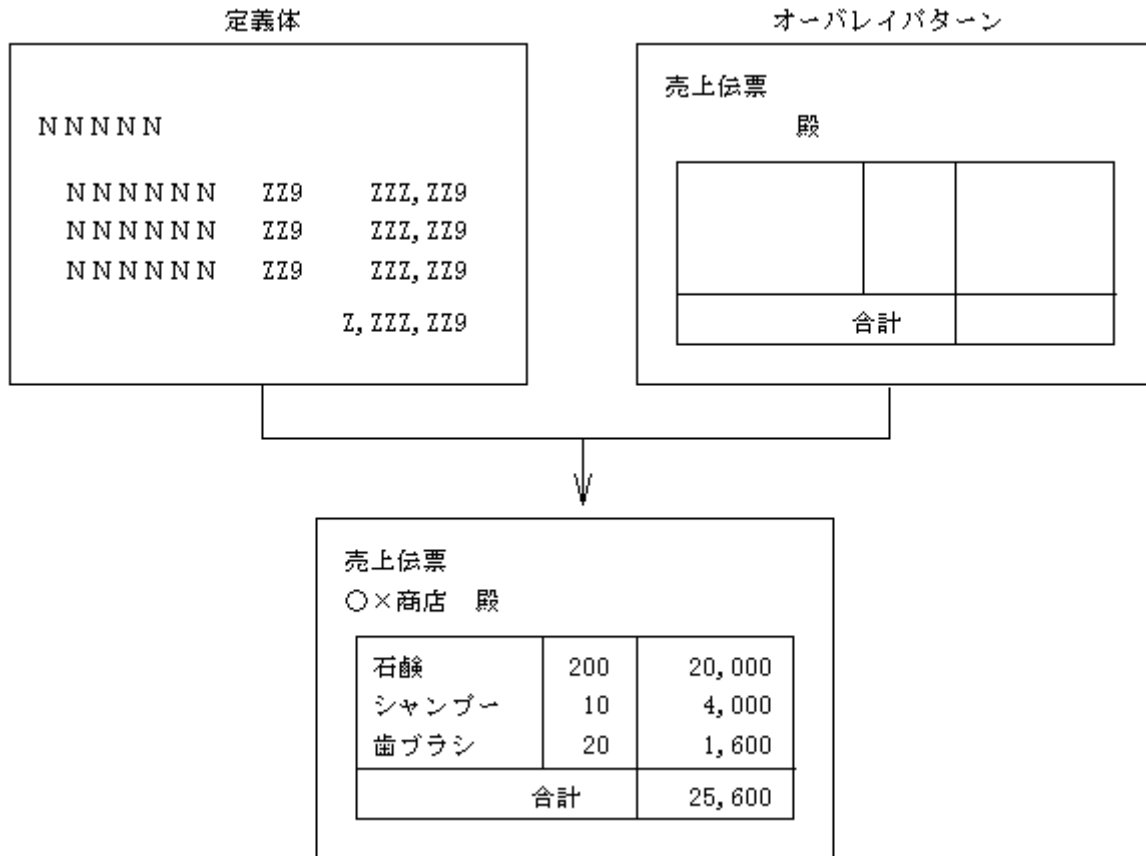 定義体
ＮＮＮＮＮ
ＮＮＮＮＮＮ ZZ9 ZZZ,ZZ9
ＮＮＮＮＮＮ ZZ9 ZZZ,ZZ9
ＮＮＮＮＮＮ ZZ9 ZZZ,ZZ9
Z,ZZZ,ZZ9
オーバレイパターン
売上伝票
殿
合計
売上伝票
○×商店　殿
石鹸 200 20,000
シャンプー 10 4,000
歯ブラシ 20 1,600
合計 25,600